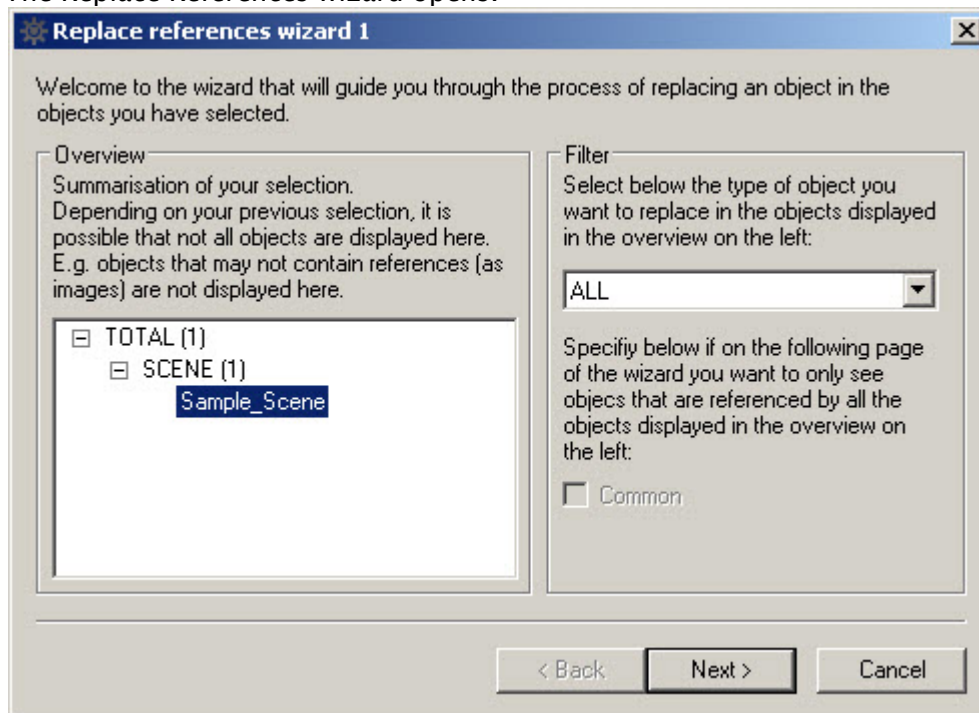 The Replace References wizard opens.
Replace references wizard 1
Welcome to the wizard that will guide you through the process of replacing an object in the
objects you have selected.
Overview
Summarisation of your selection.
Depending on your previous selection, it is
possible that not all objects are displayed here.
E.g. objects that may not contain references (as
images) are not displayed here.
TOTAL (1)
SCENE (1)
Sample_Scene
Filter
Select below the type of object you
want to replace in the objects displayed
in the overview on the left:
ALL
Specifiy below if on the following page
of the wizard you want to only see
objecs that are referenced by all the
objects displayed in the overview on
the left:
Common
< Back
Next >
Cancel